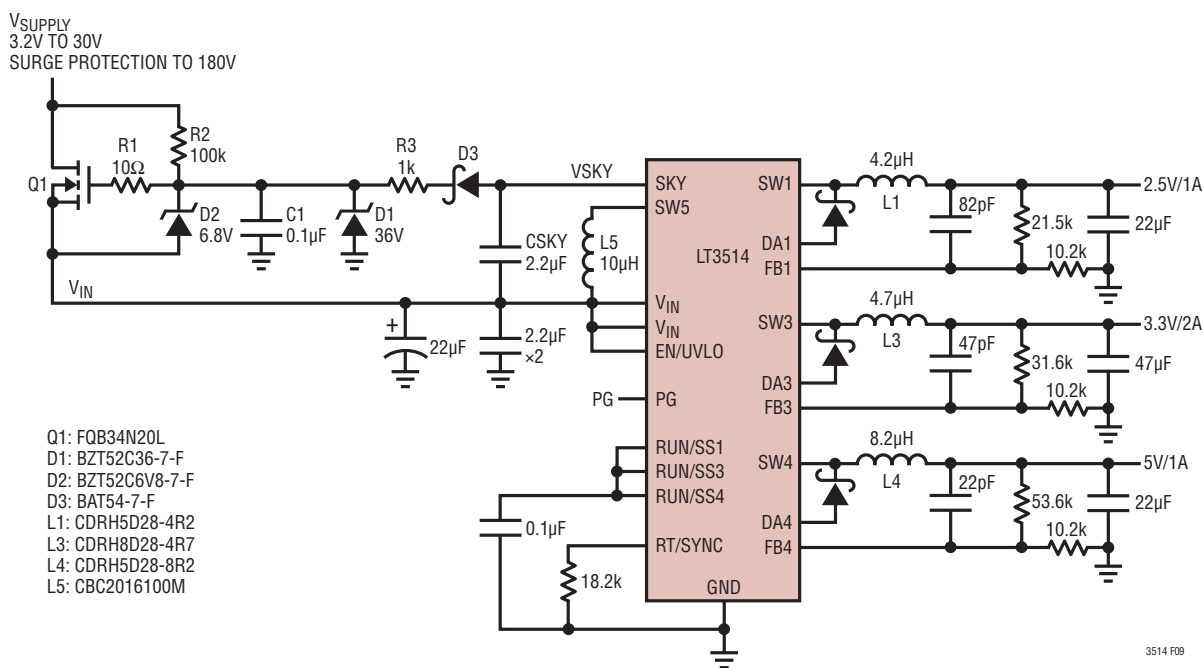 VSUPPLY
3.2V TO 30V
SURGE PROTECTION TO 180V
R1
10Ω
R2
100k
Q1
D2
6.8V
C1
0.1µF
D1
36V
R3
1k
D3
VSKY
CSKY
2.2µF
L5
10µH
VIN
+
22µF
2.2µF
×2
PG
0.1µF
18.2k
SKY
SW5
VIN
VIN
EN/UVLO
PG
RUN/SS1
RUN/SS3
RUN/SS4
RT/SYNC
GND
LT3514
SW1
DA1
FB1
SW3
DA3
FB3
SW4
DA4
FB4
4.2µH
L1
82pF
21.5k
10.2k
22µF
2.5V/1A
4.7µH
L3
47pF
31.6k
10.2k
47µF
3.3V/2A
8.2µH
L4
22pF
53.6k
10.2k
22µF
5V/1A
Q1: FQB34N20L
D1: BZT52C36-7-F
D2: BZT52C6V8-7-F
D3: BAT54-7-F
L1: CDRH5D28-4R2
L3: CDRH8D28-4R7
L4: CDRH5D28-8R2
L5: CBC2016100M
3514 F09